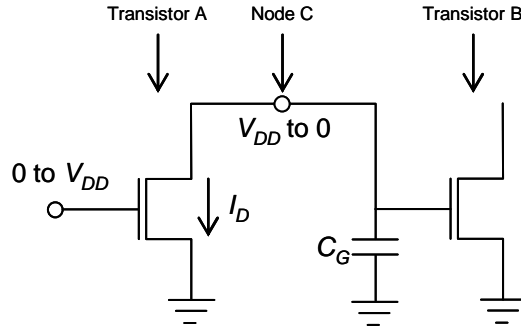 Transistor A
Node C
Transistor B
V_DD to 0
0 to V_DD
I_D
C_G